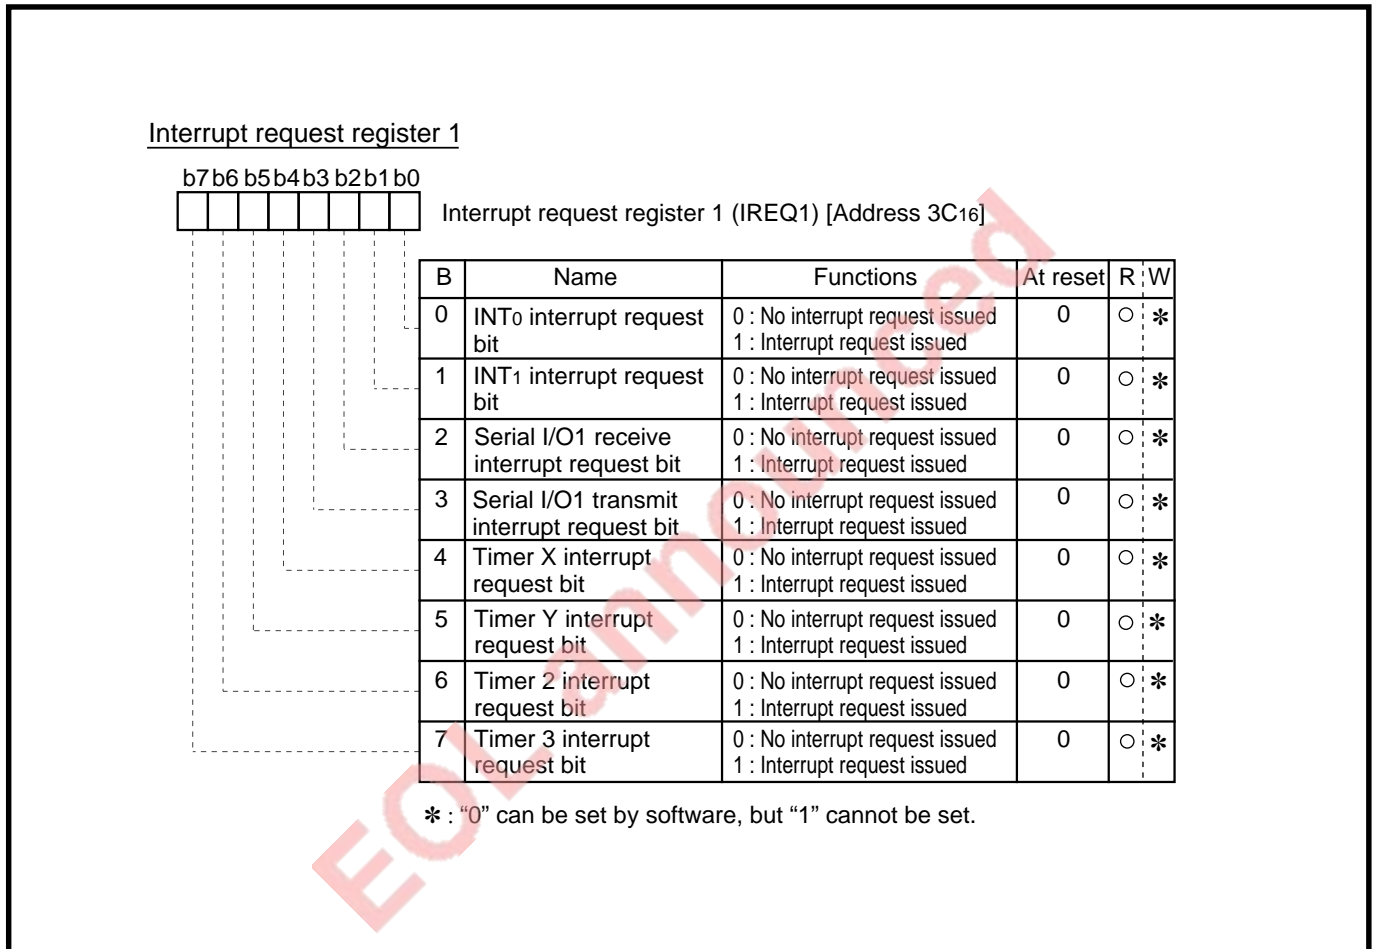 Interrupt request register 1
b7 b6 b5 b4 b3 b2 b1 b0
Interrupt request register 1 (IREQ1) [Address 3C16]
B Name Functions At reset R W
0 INT0 interrupt request bit 0 : No interrupt request issued 0 ○ ✻
1 : Interrupt request issued
1 INT1 interrupt request bit 0 : No interrupt request issued 0 ○ ✻
1 : Interrupt request issued
2 Serial I/O1 receive 0 : No interrupt request issued 0 ○ ✻
interrupt request bit 1 : Interrupt request issued
3 Serial I/O1 transmit 0 : No interrupt request issued 0 ○ ✻
interrupt request bit 1 : Interrupt request issued
4 Timer X interrupt 0 : No interrupt request issued 0 ○ ✻
request bit 1 : Interrupt request issued
5 Timer Y interrupt 0 : No interrupt request issued 0 ○ ✻
request bit 1 : Interrupt request issued
6 Timer 2 interrupt 0 : No interrupt request issued 0 ○ ✻
request bit 1 : Interrupt request issued
7 Timer 3 interrupt 0 : No interrupt request issued 0 ○ ✻
request bit 1 : Interrupt request issued
✻ : “0” can be set by software, but “1” cannot be set.
EOL announced